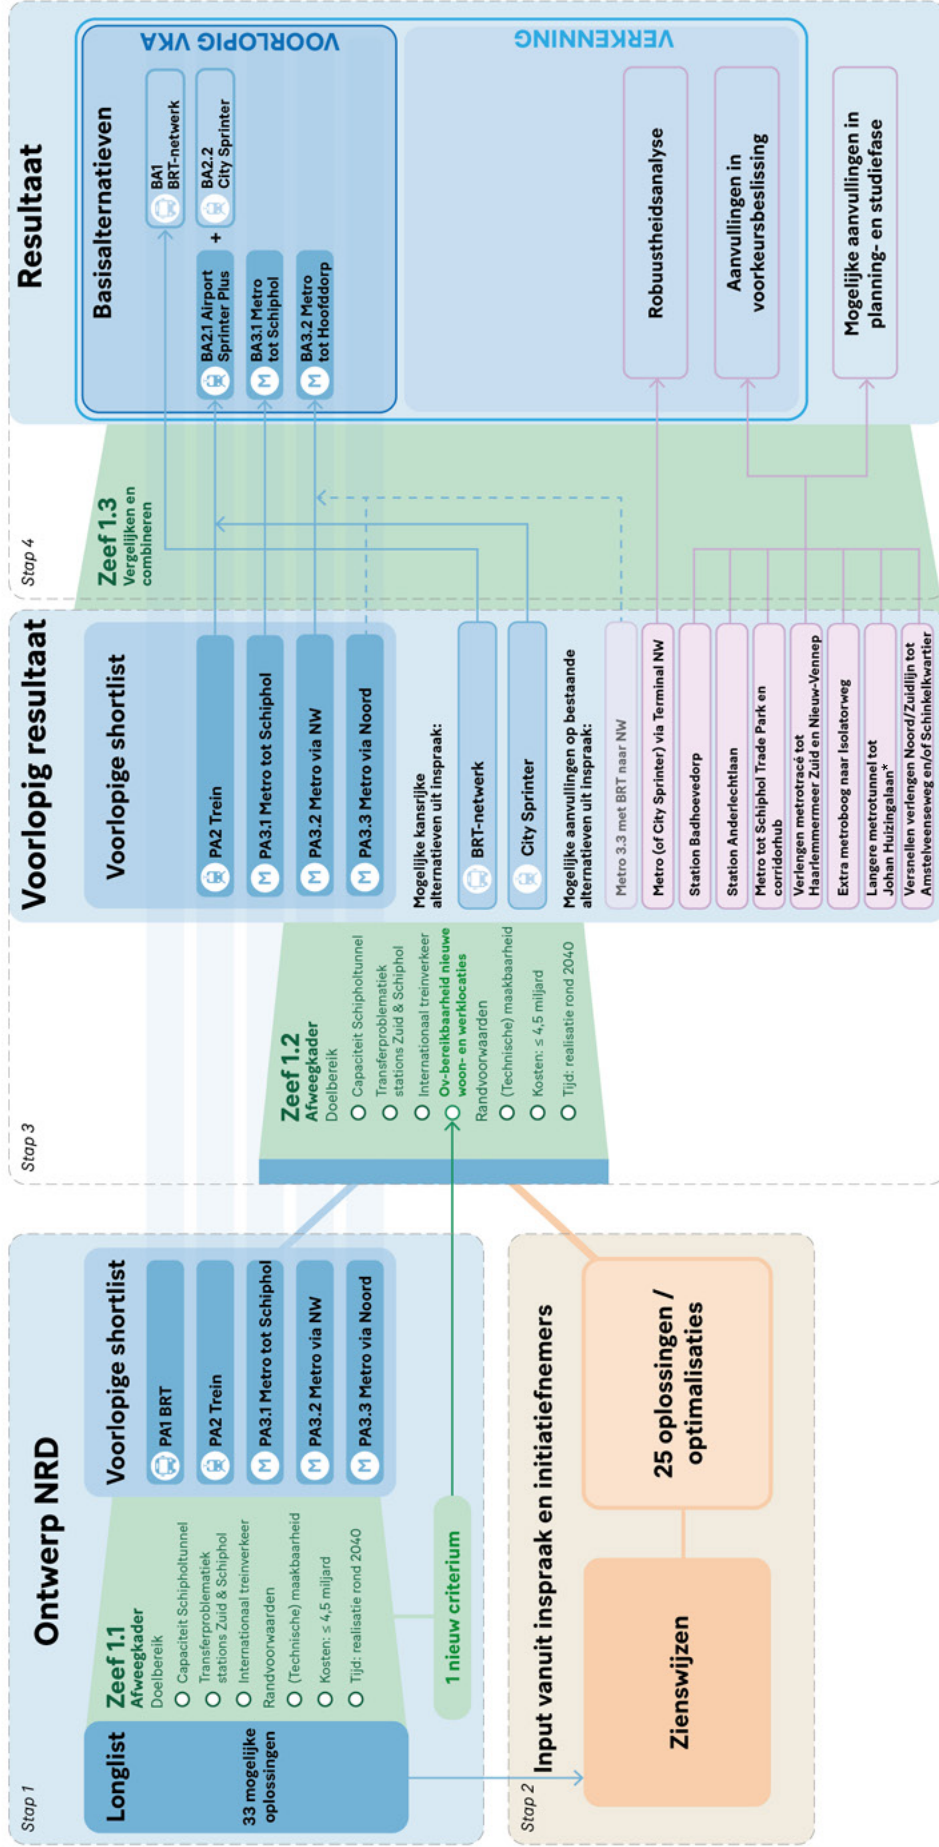 Stap 1
Ontwerp NRD
Longlist
33 mogelijke
oplossingen
Zeef 1.1
Afweegkader
Doelbereik
Capaciteit Schipholtunnel
Transferproblematiek
stations Zuid & Schiphol
Internationaal treinverkeer
Randvoorwaarden
(Technische) maakbaarheid
Kosten: ≤ 4,5 miljard
Tijd: realisatie rond 2040
Voorlopige shortlist
PA1 BRT
PA2 Trein
M PA3.1 Metro tot Schiphol
M PA3.2 Metro via NW
M PA3.3 Metro via Noord
1 nieuw criterium
Stap 2
Input vanuit inspraak en initiatiefnemers
Zienswijzen
25 oplossingen /
optimalisaties
Stap 3
Zeef 1.2
Afweegkader
Doelbereik
Capaciteit Schipholtunnel
Transferproblematiek
stations Zuid & Schiphol
Internationaal treinverkeer
Ov-bereikbaarheid nieuwe
woon- en werklocaties
Randvoorwaarden
(Technische) maakbaarheid
Kosten: ≤ 4,5 miljard
Tijd: realisatie rond 2040
Voorlopig resultaat
Voorlopige shortlist
PA2 Trein
M PA3.1 Metro tot Schiphol
M PA3.2 Metro via NW
M PA3.3 Metro via Noord
Mogelijke kansrijke
alternatieven uit inspraak:
BRT-netwerk
City Sprinter
Mogelijke aanvullingen op bestaande
alternatieven uit inspraak:
Metro 3.3 met BRT naar NW
Metro (of City Sprinter) via Terminal NW
Station Badhoevedorp
Station Anderlechtlaan
Metro tot Schiphol Trade Park en
corridorhub
Verlengen metrotracé tot
Haarlemmermeer Zuid en Nieuw-Vennep
Extra metroboog naar Isolatorweg
Langere metrotunnel tot
Johan Huizingalaan*
Versnellen verlengen Noord/Zuidlijn tot
Amstelveenseweg en/of Schinkelkwartier
Stap 4
Zeef 1.3
Vergelijken en
combineren
Resultaat
Basisalternatieven
BA1
BRT-netwerk
BA2.1 Airport
Sprinter Plus
+
BA2.2
City Sprinter
M BA3.1 Metro
tot Schiphol
M BA3.2 Metro
tot Hoofddorp
VOORLOPIG VKA
VERKENNING
Robuustheidsanalyse
Aanvullingen in
voorkeursbeslissing
Mogelijke aanvullingen in
planning- en studiefase